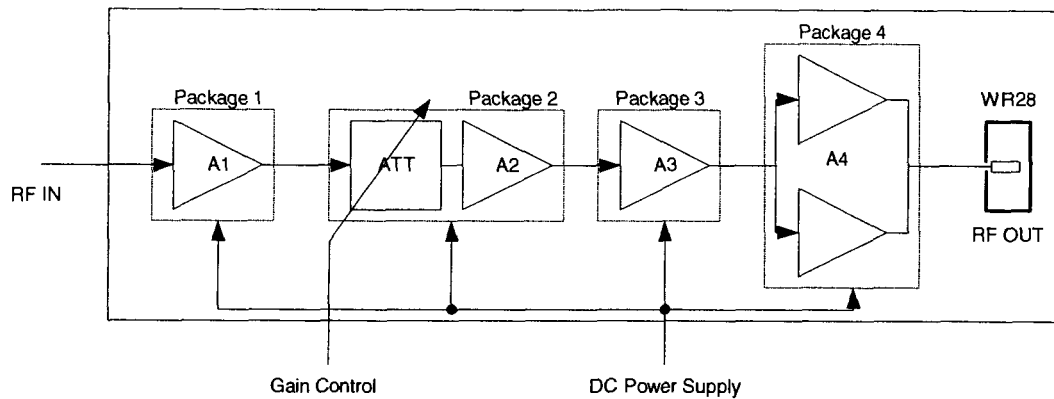 Package 4
Package 1
Package 2
Package 3
WR28
A1
ATT
A2
A3
A4
RF IN
RF OUT
Gain Control
DC Power Supply